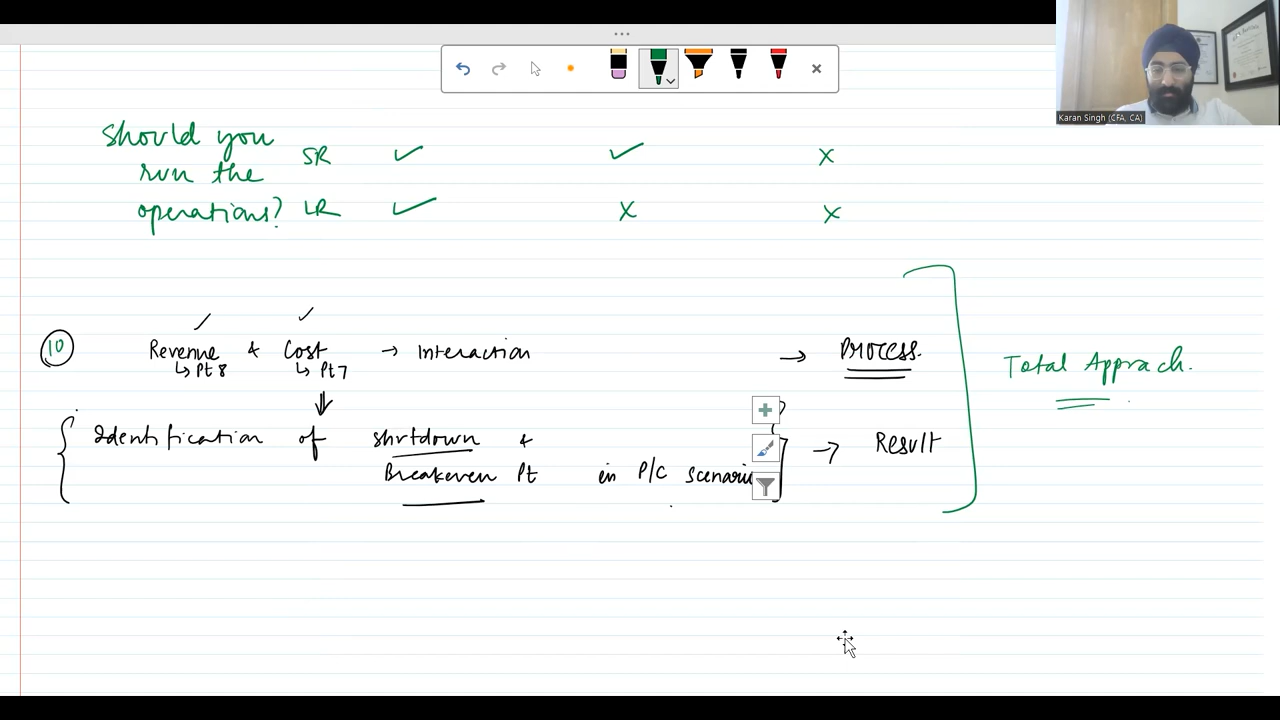 Should you
run the
operations?
SR ✓ ✓ x
LR ✓ x x
10
Revenue & Cost → Interaction → PROCESS.
↳ Pt 8 ↳ Pt 7
Identification of Shutdown &
Breakeven Pt in P/C scenario
→ Result
Total Apprach.
Karan Singh (CFA, CA)